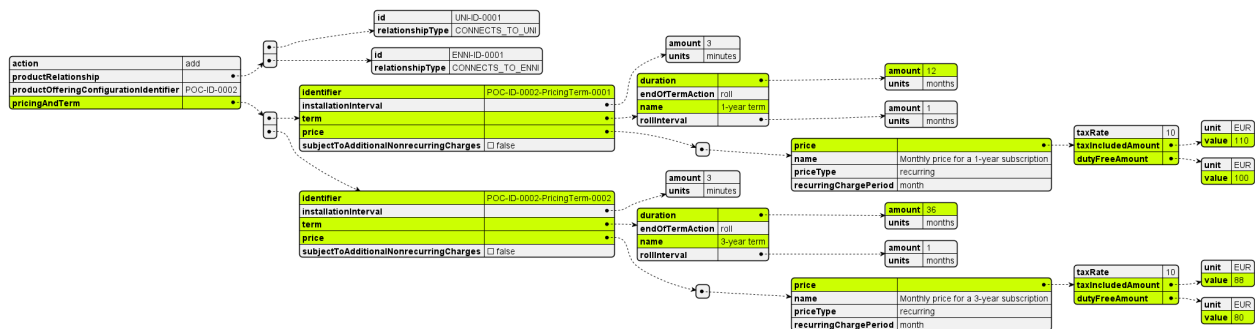 action add
productRelationship
productOfferingConfigurationIdentifier POC-ID-0002
pricingAndTerm
id UNI-ID-0001
relationshipType CONNECTS_TO_UNI
id ENNI-ID-0001
relationshipType CONNECTS_TO_ENNI
identifier POC-ID-0002-PricingTerm-0001
installationInterval
term
price
subjectToAdditionalNonrecurringCharges ☐ false
amount 3
units minutes
duration
endOfTermAction roll
name 1-year term
rollInterval
amount 12
units months
amount 1
units months
price
name Monthly price for a 1-year subscription
priceType recurring
recurringChargePeriod month
taxRate 10
taxIncludedAmount
dutyFreeAmount
unit EUR
value 110
unit EUR
value 100
identifier POC-ID-0002-PricingTerm-0002
installationInterval
term
price
subjectToAdditionalNonrecurringCharges ☐ false
amount 3
units minutes
duration
endOfTermAction roll
name 3-year term
rollInterval
amount 36
units months
amount 1
units months
price
name Monthly price for a 3-year subscription
priceType recurring
recurringChargePeriod month
taxRate 10
taxIncludedAmount
dutyFreeAmount
unit EUR
value 88
unit EUR
value 80